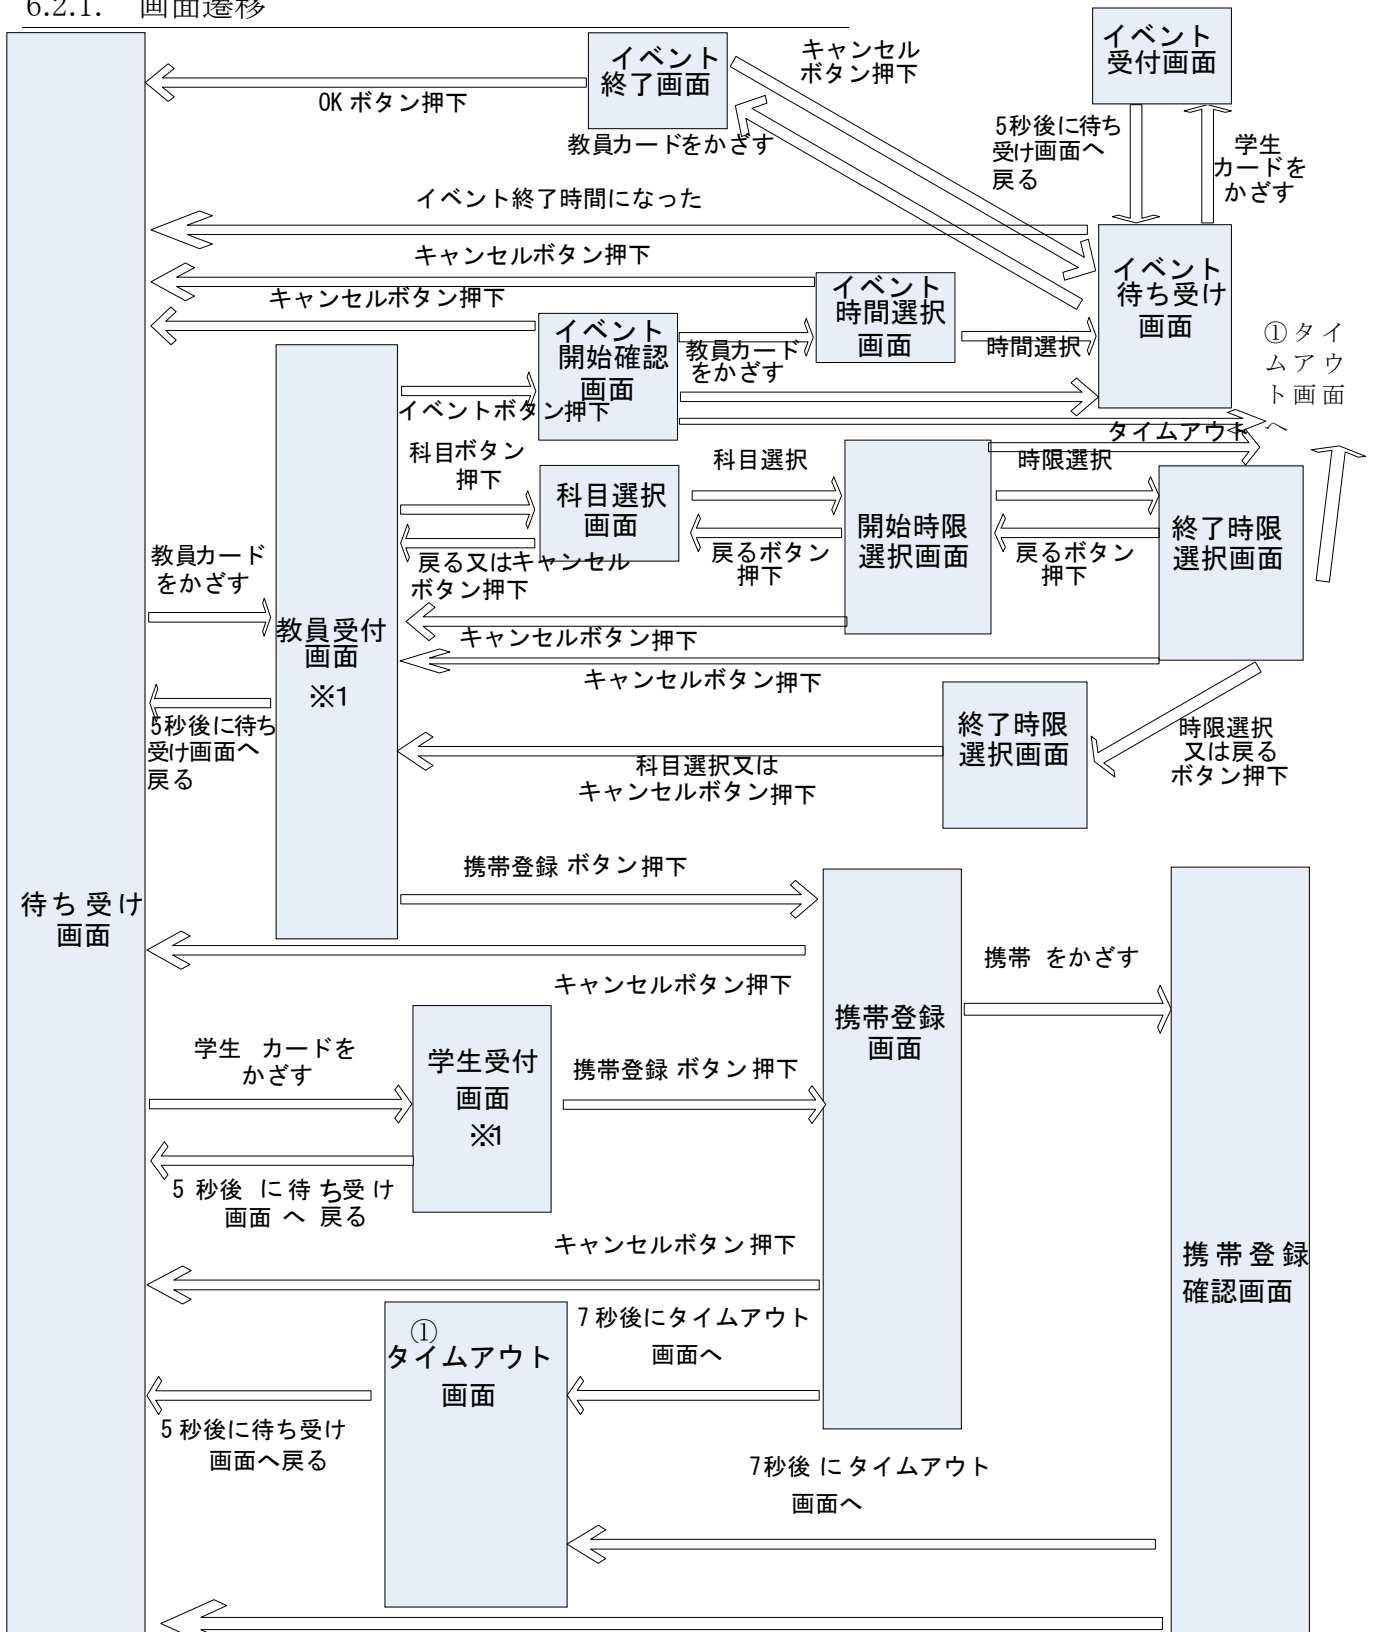 6.2.1. 画面遷移
イベント
終了画面
キャンセル
ボタン押下
イベント
受付画面
OK ボタン押下
教員カードをかざす
5秒後に待ち
受け画面へ
戻る
学生
カードを
かざす
イベント終了時間になった
キャンセルボタン押下
キャンセルボタン押下
イベント
時間選択
画面
イベント
待ち受け
画面
イベント
開始確認
画面
教員カード
をかざす
時間選択
①タイ
ムアウ
ト画面
へ
イベントボタン押下
タイムアウト
科目ボタン
押下
科目選択
画面
科目選択
開始時限
選択画面
時限選択
終了時限
選択画面
戻る又はキャンセル
ボタン押下
戻るボタン
押下
戻るボタン
押下
教員カード
をかざす
教員受付
画面
※1
キャンセルボタン押下
キャンセルボタン押下
5秒後に待ち
受け画面へ
戻る
終了時限
選択画面
時限選択
又は戻る
ボタン押下
科目選択又は
キャンセルボタン押下
待ち受け
画面
携帯登録 ボタン押下
キャンセルボタン押下
携帯 をかざす
携帯登録
画面
学生 カードを
かざす
学生受付
画面
※1
携帯登録 ボタン押下
5 秒後 に待ち受け
画面 へ 戻る
キャンセルボタン押下
携帯登録
確認画面
①
タイムアウト
画面
7 秒後にタイムアウト
画面へ
5 秒後に待ち受け
画面へ戻る
7秒後 にタイムアウト
画面へ